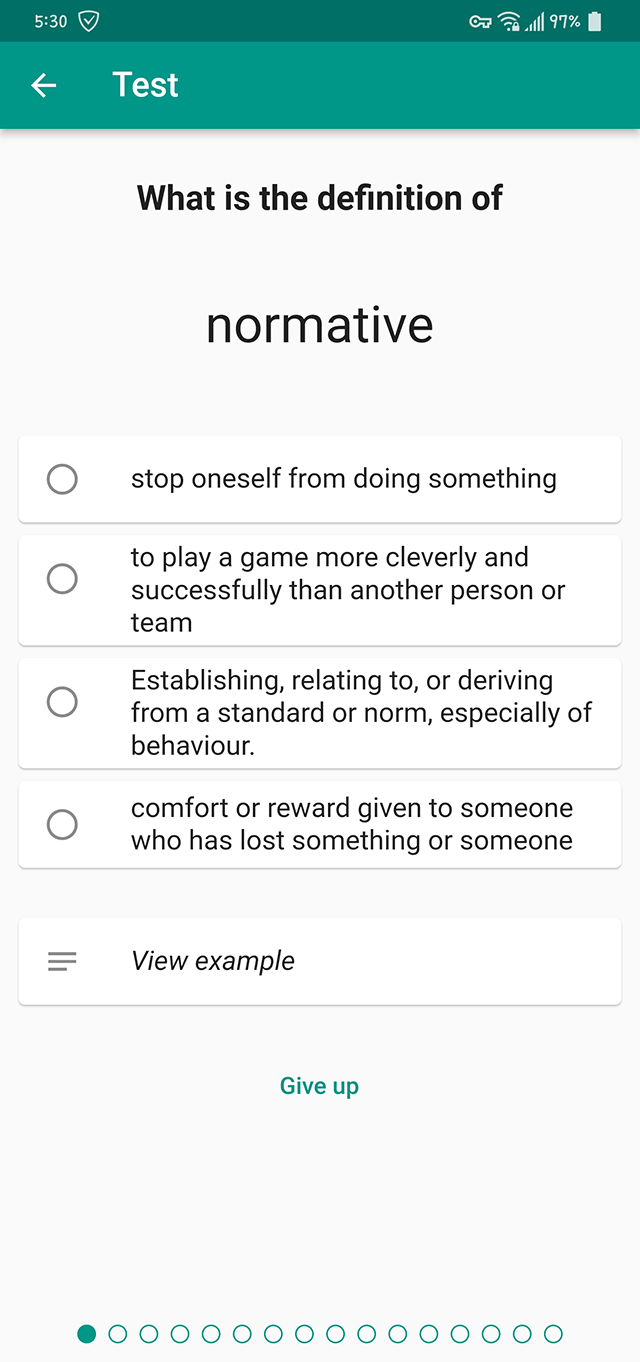 5:30
97%
Test
What is the definition of
normative
stop oneself from doing something
to play a game more cleverly and
successfully than another person or
team
Establishing, relating to, or deriving
from a standard or norm, especially of
behaviour.
comfort or reward given to someone
who has lost something or someone
View example
Give up